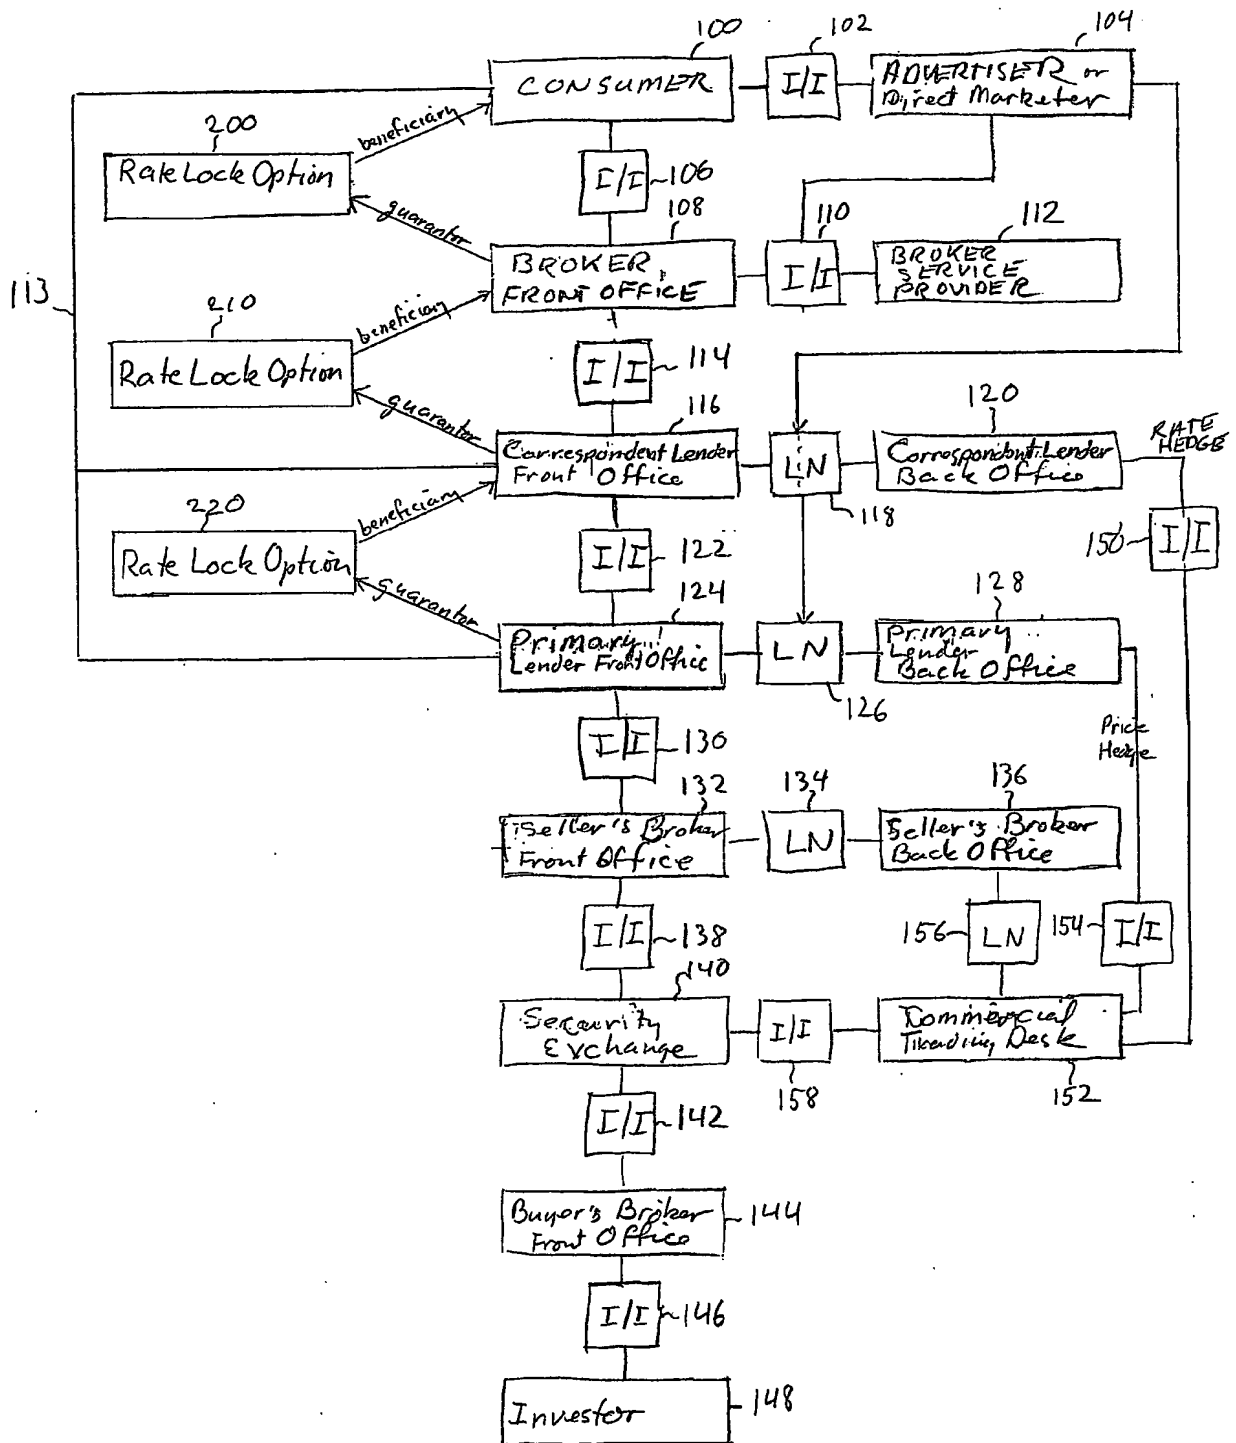 100
102
104
CONSUMER
I/I
ADVERTISER or
Direct Marketer
200
beneficiary
Rate Lock Option
I/I
106
guarantor
108
110
112
BROKER
FRONT OFFICE
I/I
BROKER
SERVICE
PROVIDER
113
210
beneficiary
Rate Lock Option
I/I
114
guarantor
116
120
RATE
HEDGE
Correspondent Lender
Front Office
LN
Correspondent Lender
Back Office
118
220
beneficiary
Rate Lock Option
I/I
122
150
I/I
guarantor
124
128
Primary
Lender Front Office
LN
Primary
Lender
Back Office
126
I/I
130
Price
Hedge
132
134
136
Seller's Broker
Front Office
LN
Seller's Broker
Back Office
I/I
138
156
LN
154
I/I
140
Security
Exchange
I/I
Commercial
Trading Desk
158
152
I/I
142
Buyer's Broker
Front Office
144
I/I
146
Investor
148